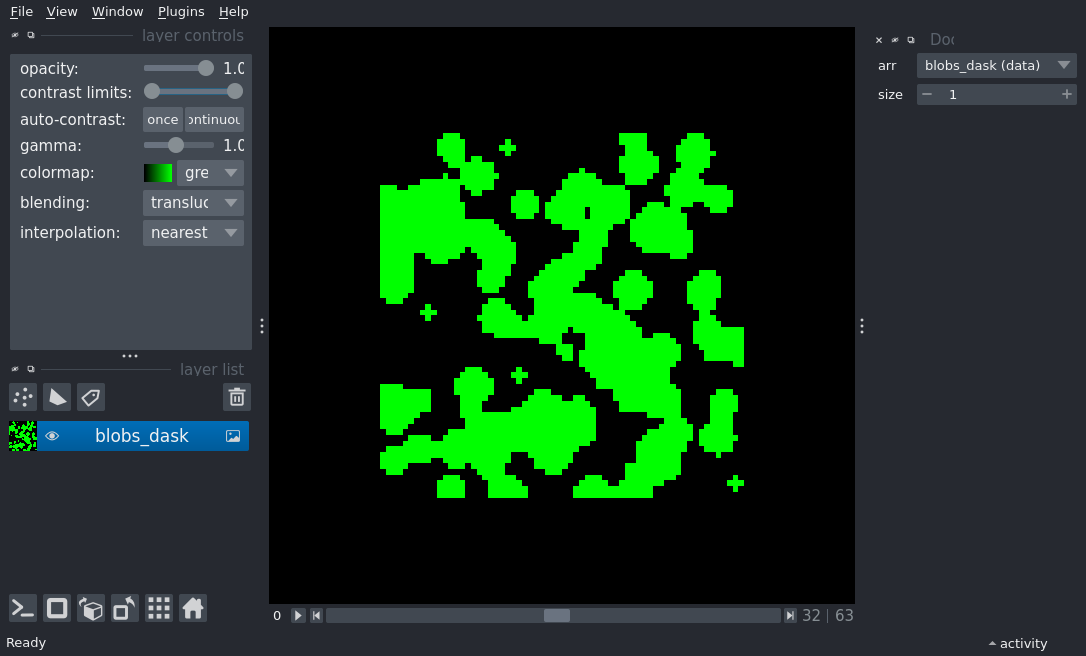 File View Window Plugins Help
layer controls
opacity: 1.0
contrast limits:
auto-contrast: once ontinuou
gamma: 1.0
colormap: gre
blending: transluc
interpolation: nearest
layer list
blobs_dask
Doc
arr blobs_dask (data)
size 1
0 32 | 63
Ready
activity